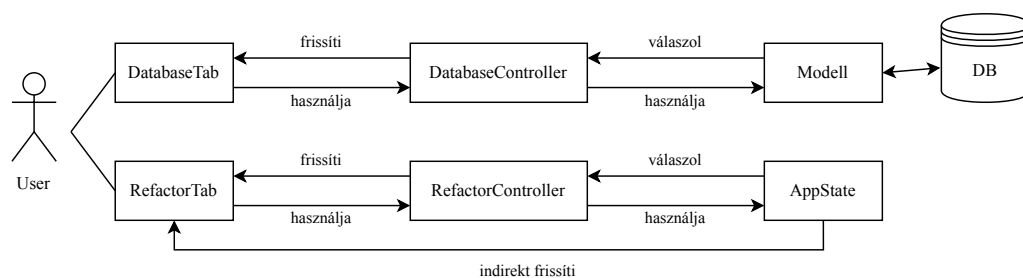 frissíti
válaszol
DatabaseTab
DatabaseController
Modell
DB
használja
használja
User
frissíti
válaszol
RefactorTab
RefactorController
AppState
használja
használja
indirekt frissíti